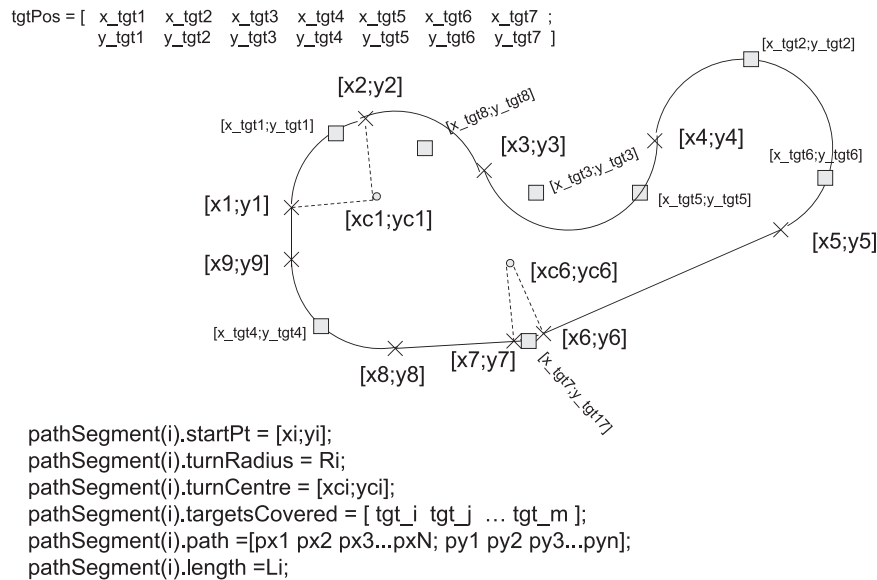 tgtPos = [ x_tgt1 x_tgt2 x_tgt3 x_tgt4 x_tgt5 x_tgt6 x_tgt7 ;
y_tgt1 y_tgt2 y_tgt3 y_tgt4 y_tgt5 y_tgt6 y_tgt7 ]
[x_tgt2;y_tgt2]
[x2;y2]
[x_tgt8;y_tgt8]
[x_tgt1;y_tgt1]
[x3;y3]
[x4;y4]
[x_tgt3;y_tgt3]
[x_tgt6;y_tgt6]
[x1;y1]
[xc1;yc1]
[x_tgt5;y_tgt5]
[x5;y5]
[x9;y9]
[xc6;yc6]
[x_tgt4;y_tgt4]
[x6;y6]
[x7;y7]
[x8;y8]
[x_tgt7;y_tgt17]
pathSegment(i).startPt = [xi;yi];
pathSegment(i).turnRadius = Ri;
pathSegment(i).turnCentre = [xci;yci];
pathSegment(i).targetsCovered = [ tgt_i tgt_j … tgt_m ];
pathSegment(i).path =[px1 px2 px3...pxN; py1 py2 py3...pyn];
pathSegment(i).length =Li;